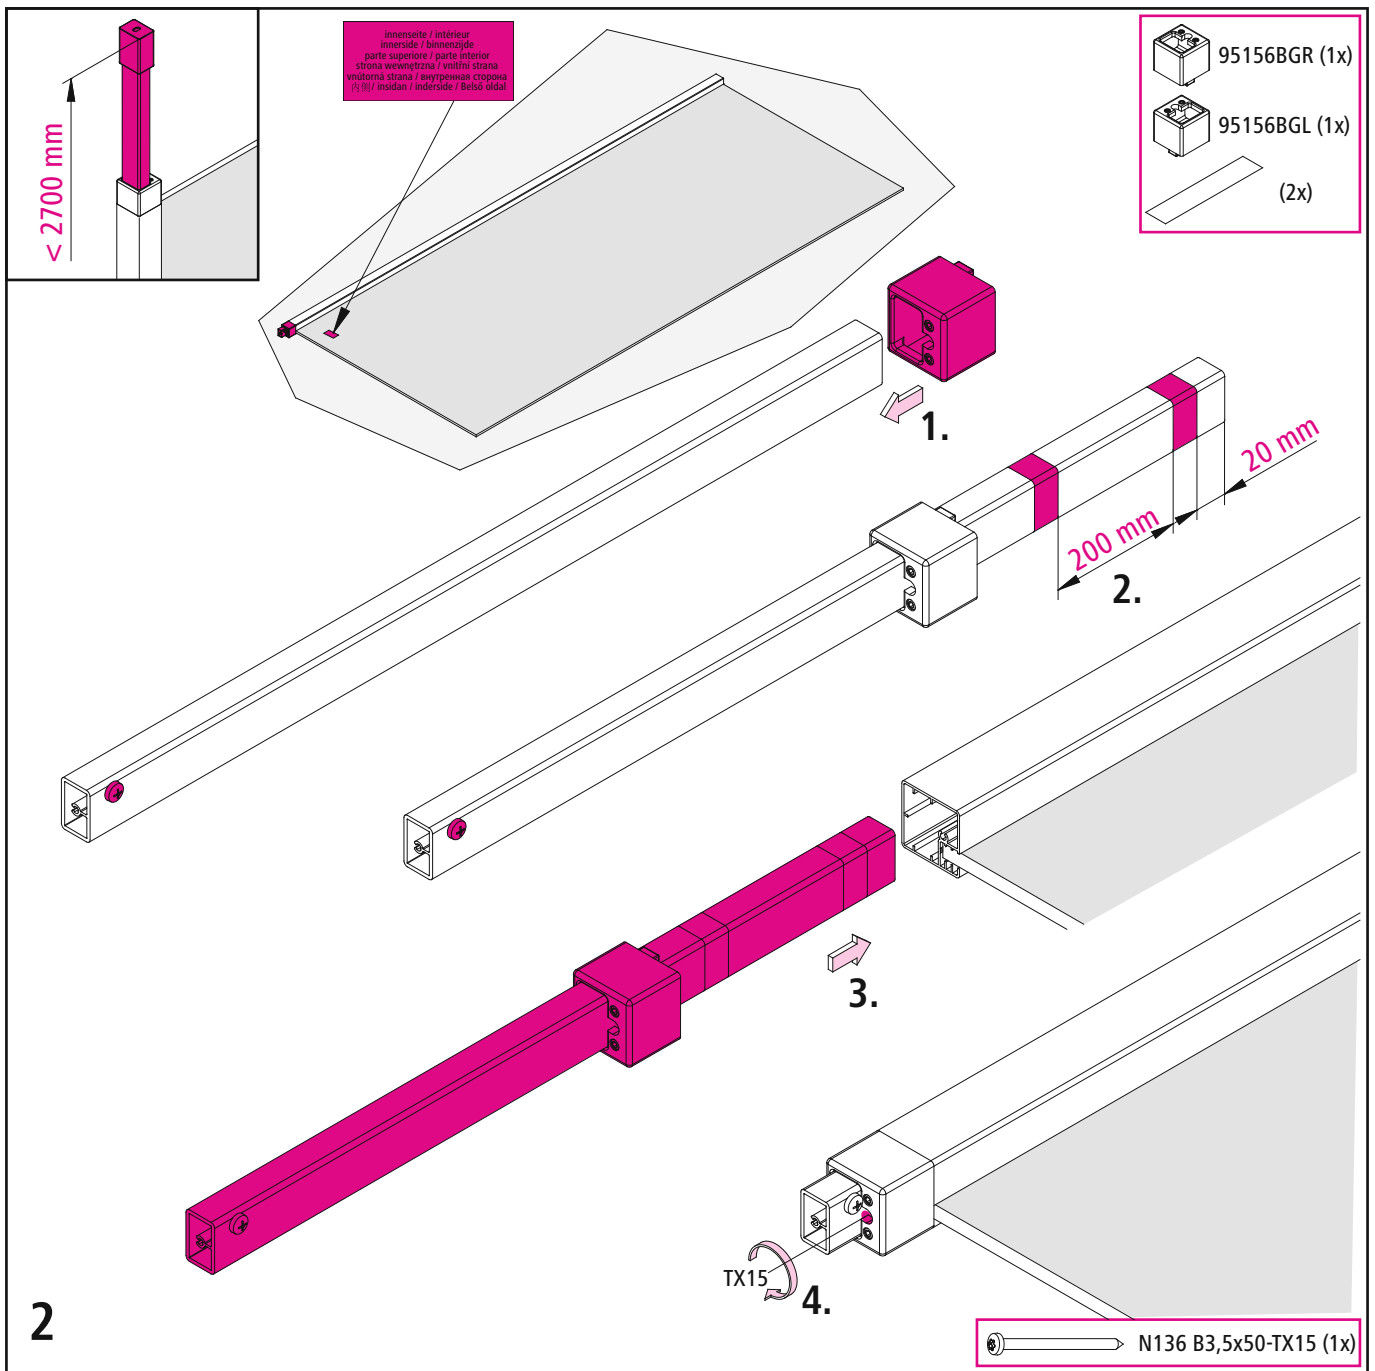 < 2700 mm
innenseite / intérieur
innerside / binnenzijde
parte superiore / parte interior
strona wewnętrzna / vnitřní strana
vnútorná strana / внутренная сторона
内側 / insidan / inderside / Belső oldal
95156BGR (1x)
95156BGL (1x)
(2x)
1.
20 mm
200 mm
2.
3.
TX15
4.
2
N136 B3,5x50-TX15 (1x)